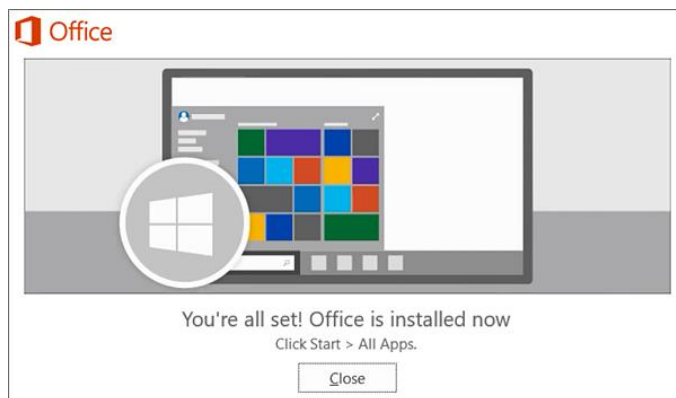 Office
You're all set! Office is installed now
Click Start > All Apps.
Close